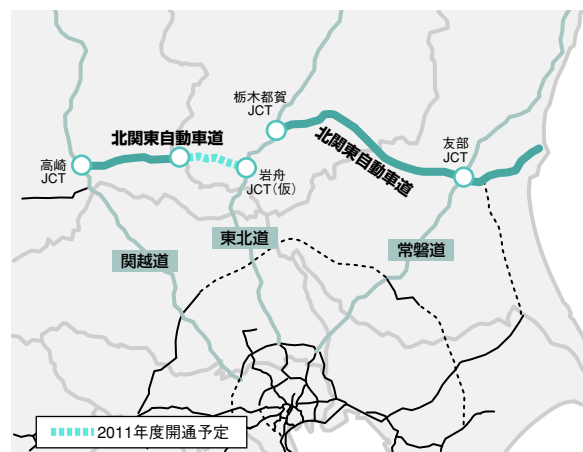 栃木都賀
JCT
北関東自動車道
高崎
JCT
岩舟
JCT(仮)
北関東自動車道
友部
JCT
関越道
東北道
常磐道
2011年度開通予定